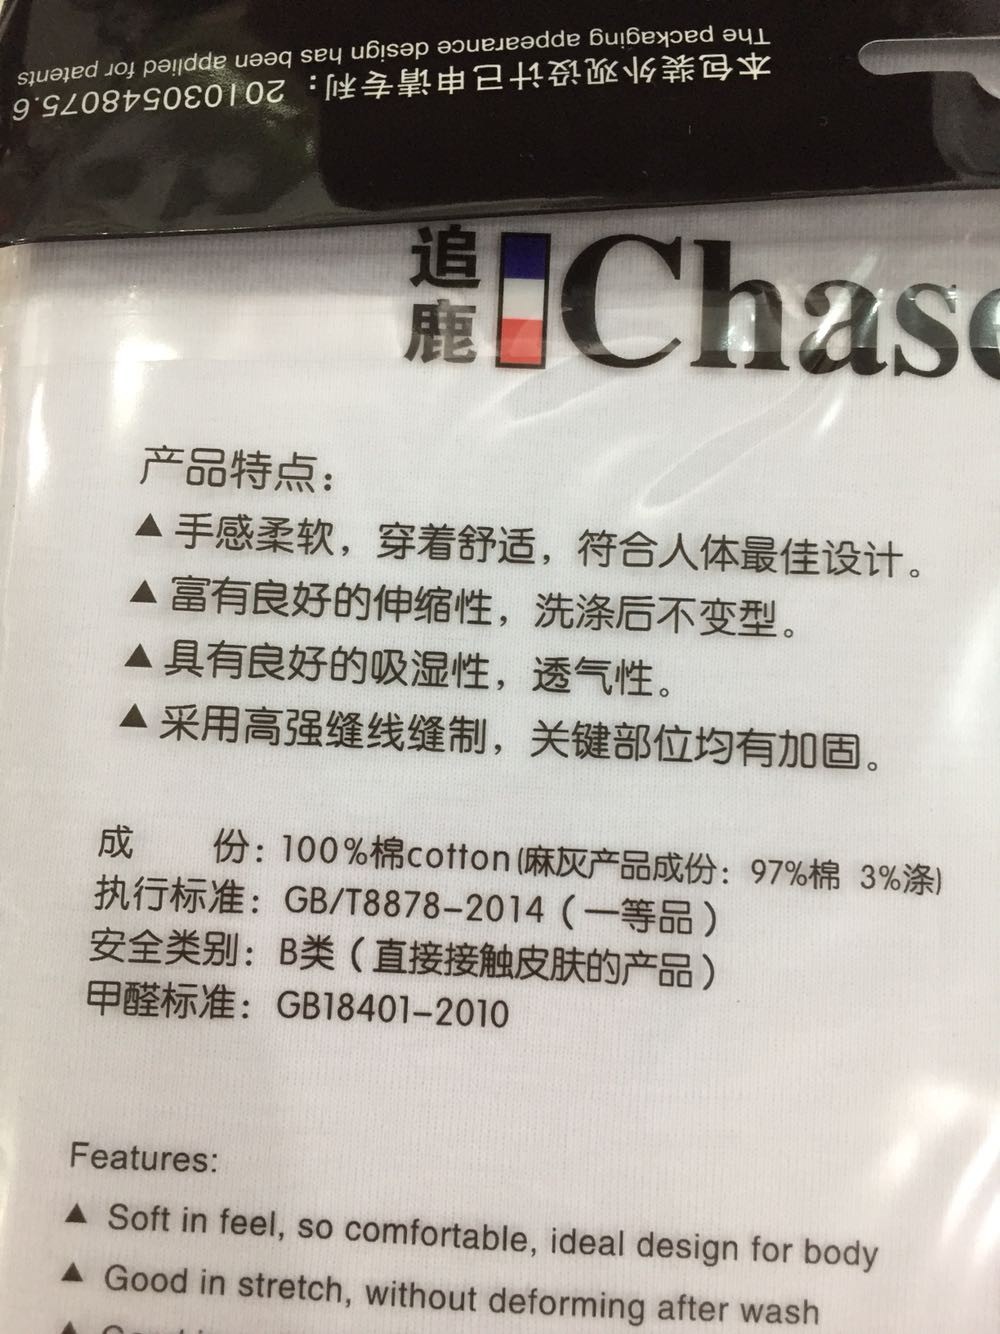 本包装外观设计已申请专利：201030548075.6
The packaging appearance design has been applied for patents
追鹿
Chase
产品特点：
▲ 手感柔软，穿着舒适，符合人体最佳设计。
▲ 富有良好的伸缩性，洗涤后不变型。
▲ 具有良好的吸湿性，透气性。
▲ 采用高强缝线缝制，关键部位均有加固。
成 份：100%棉cotton(麻灰产品成份：97%棉 3%涤)
执行标准：GB/T8878-2014（一等品）
安全类别：B类（直接接触皮肤的产品）
甲醛标准：GB18401-2010
Features:
▲ Soft in feel, so comfortable, ideal design for body
▲ Good in stretch, without deforming after wash